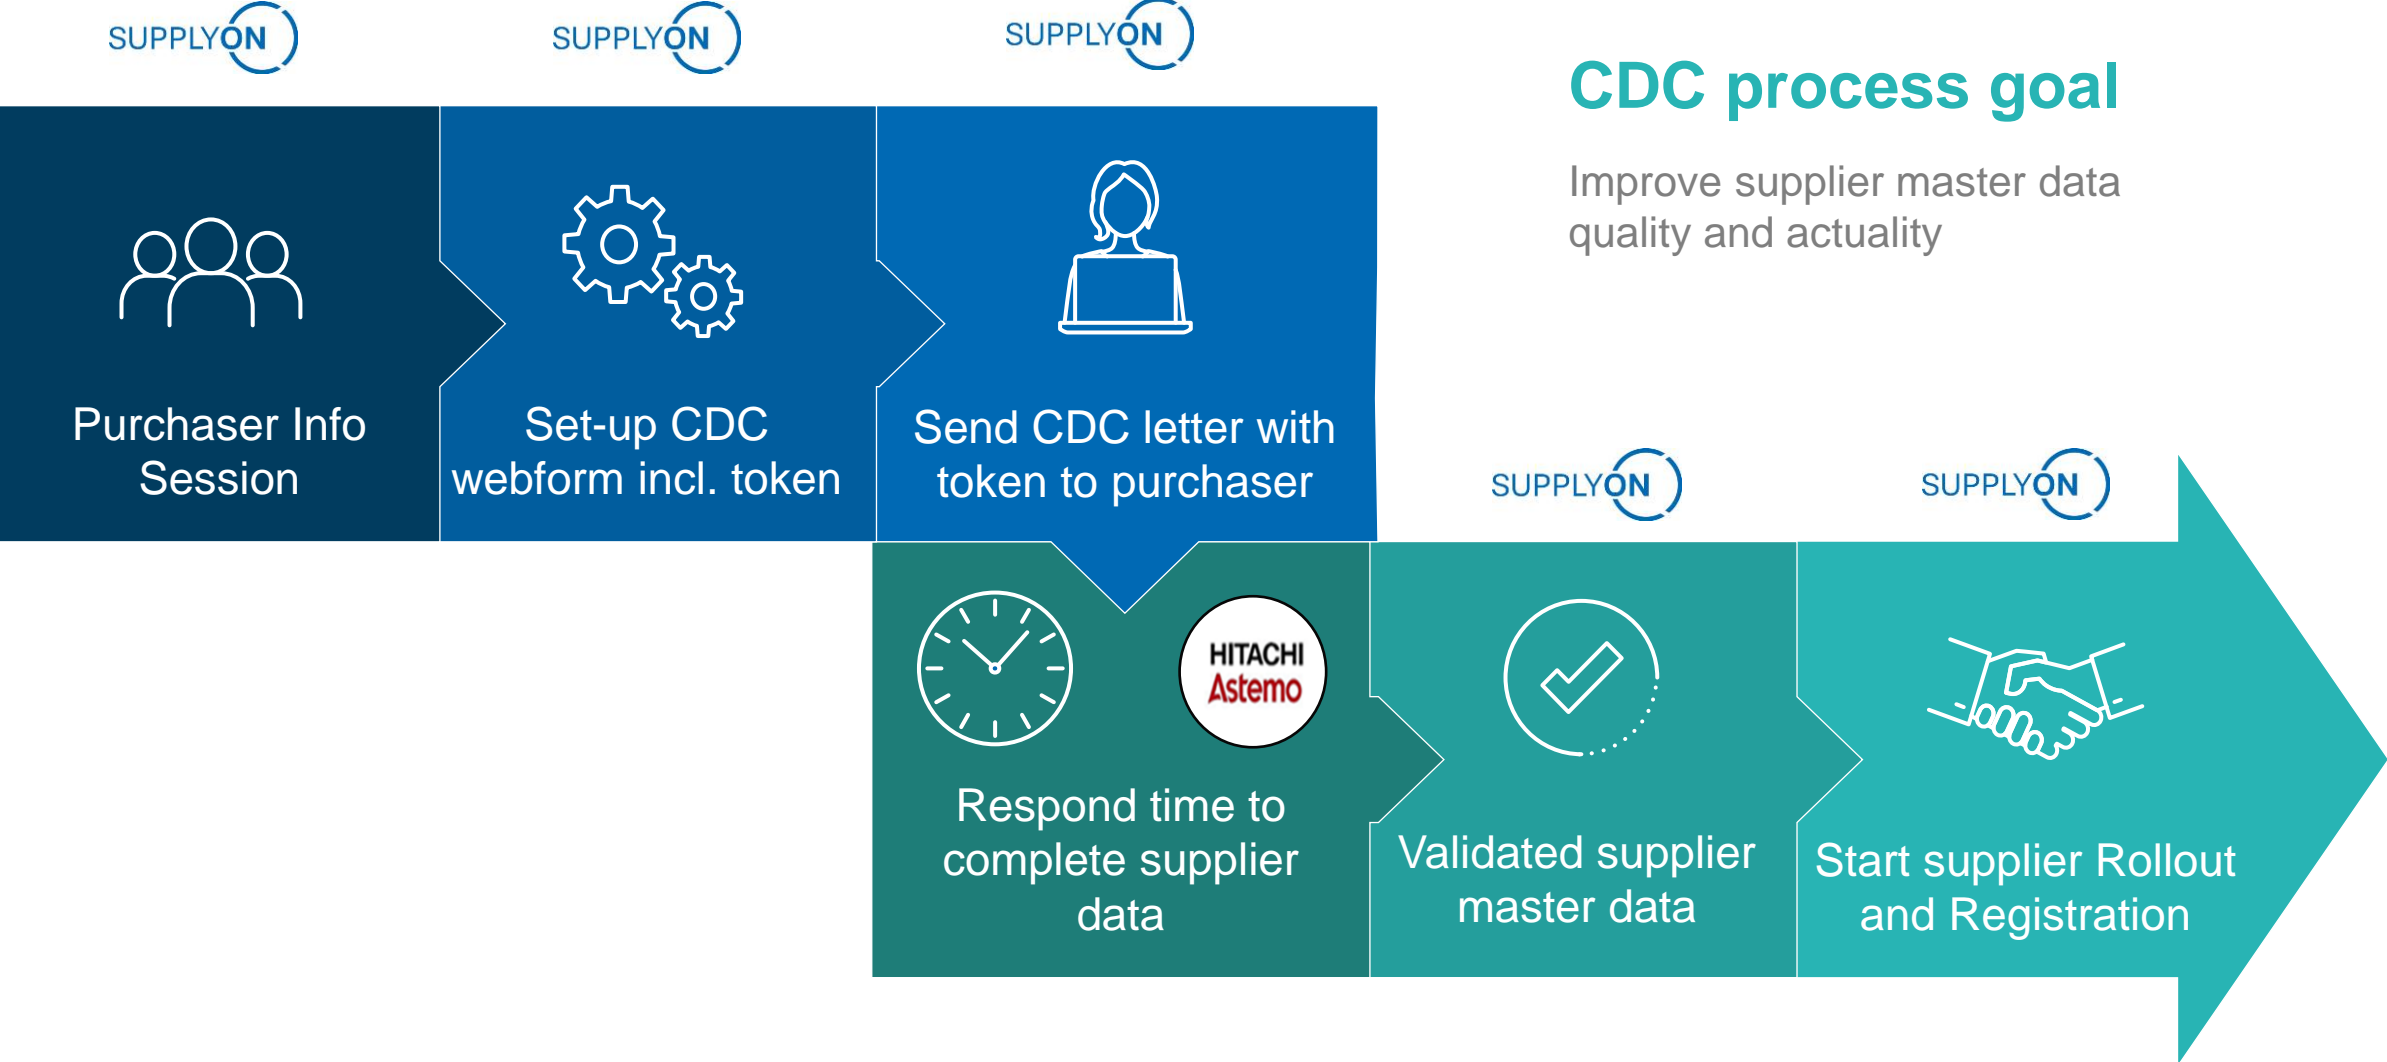 SUPPLYON
SUPPLYON
SUPPLYON
CDC process goal
Improve supplier master data
quality and actuality
Purchaser Info
Session
Set-up CDC
webform incl. token
Send CDC letter with
token to purchaser
SUPPLYON
SUPPLYON
HITACHI
Astemo
Respond time to
complete supplier
data
Validated supplier
master data
Start supplier Rollout
and Registration